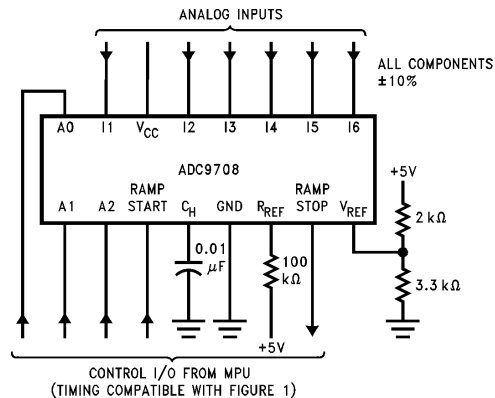 ANALOG INPUTS
ALL COMPONENTS
±10%
A0 I1 VCC I2 I3 I4 I5 I6
ADC9708
+5V
RAMP RAMP
A1 A2 START CH GND RREF STOP VREF
2 kΩ
0.01
μF
100
kΩ
3.3 kΩ
+5V
CONTROL I/O FROM MPU
(TIMING COMPATIBLE WITH FIGURE 1)